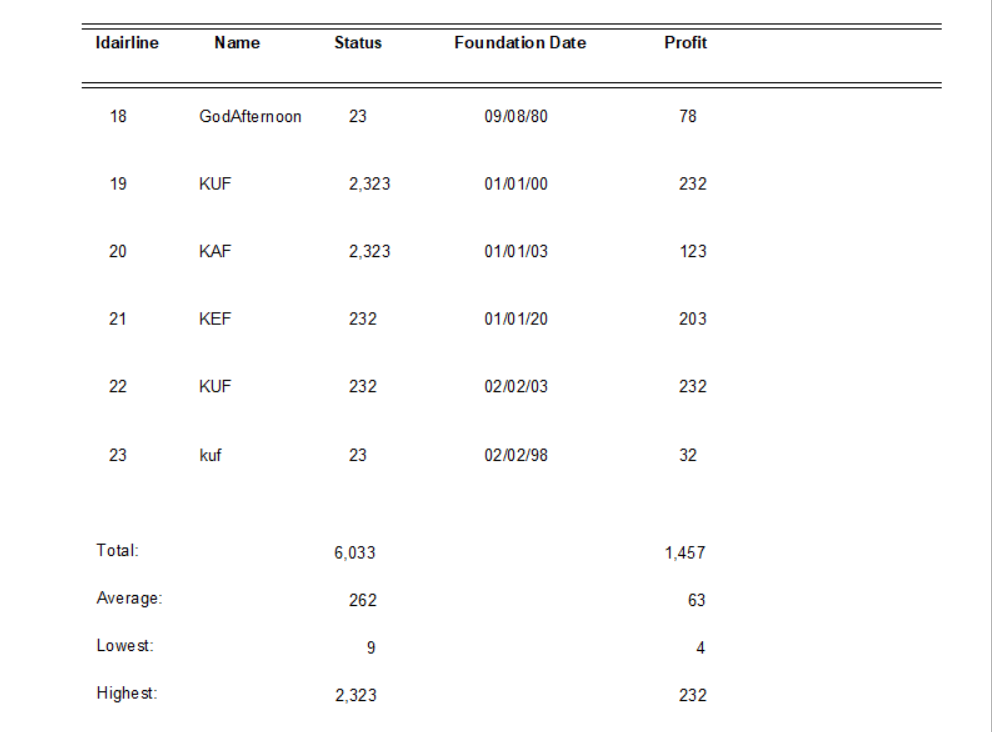 Idairline Name Status Foundation Date Profit
18 GodAfternoon 23 09/08/80 78
19 KUF 2,323 01/01/00 232
20 KAF 2,323 01/01/03 123
21 KEF 232 01/01/20 203
22 KUF 232 02/02/03 232
23 kuf 23 02/02/98 32
Total: 6,033 1,457
Average: 262 63
Lowest: 9 4
Highest: 2,323 232